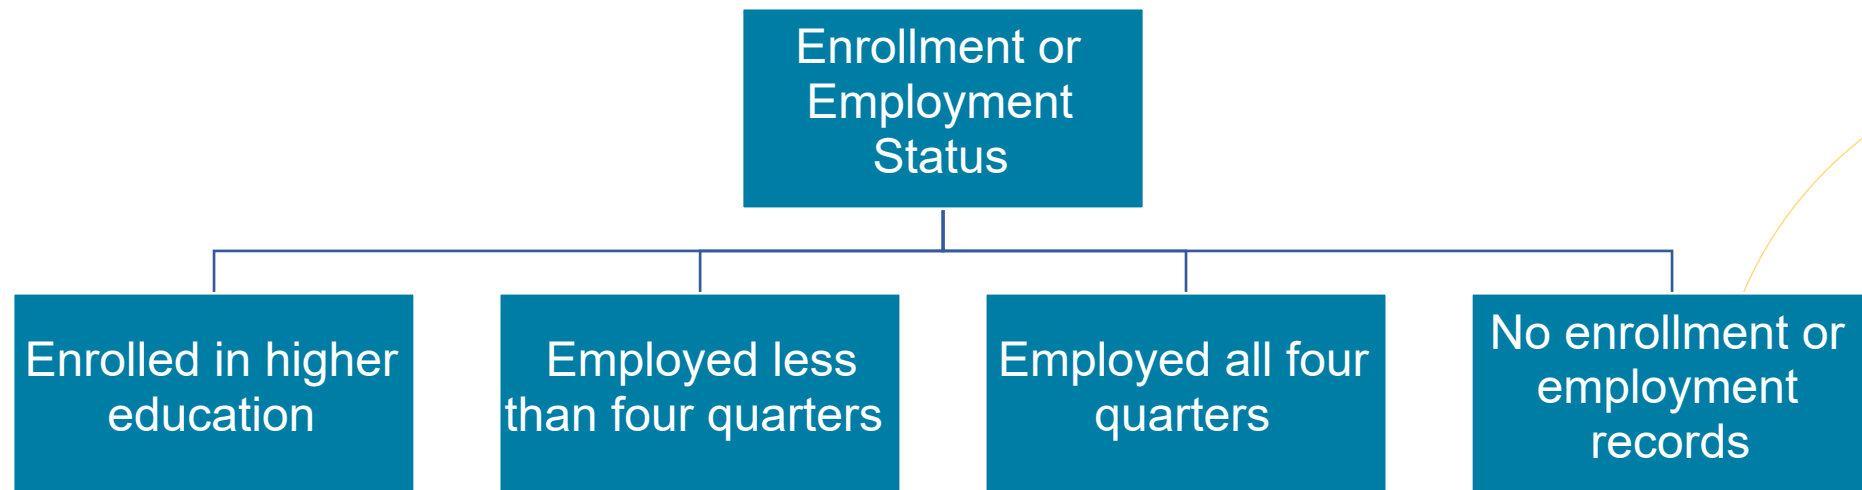 Enrollment or
Employment
Status
Enrolled in higher
education
Employed less
than four quarters
Employed all four
quarters
No enrollment or
employment
records